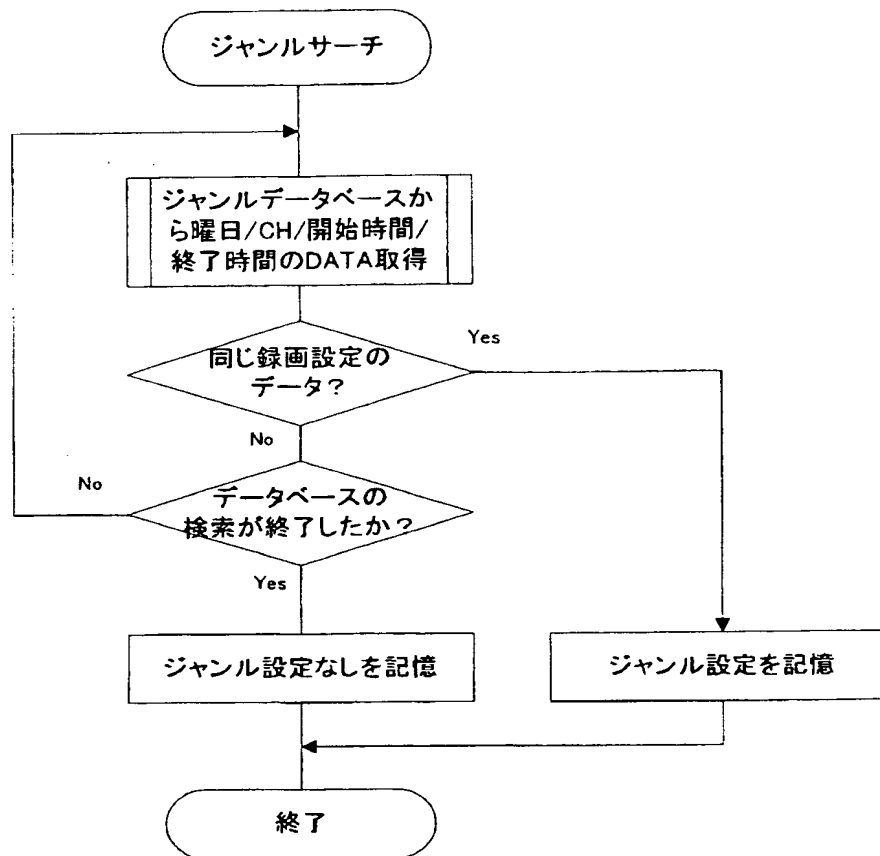 ジャンルサーチ
ジャンルデータベースか
ら曜日/CH/開始時間/
終了時間のDATA取得
同じ録画設定の
データ?
Yes
No
データベースの
検索が終了したか?
No
Yes
ジャンル設定なしを記憶
ジャンル設定を記憶
終了